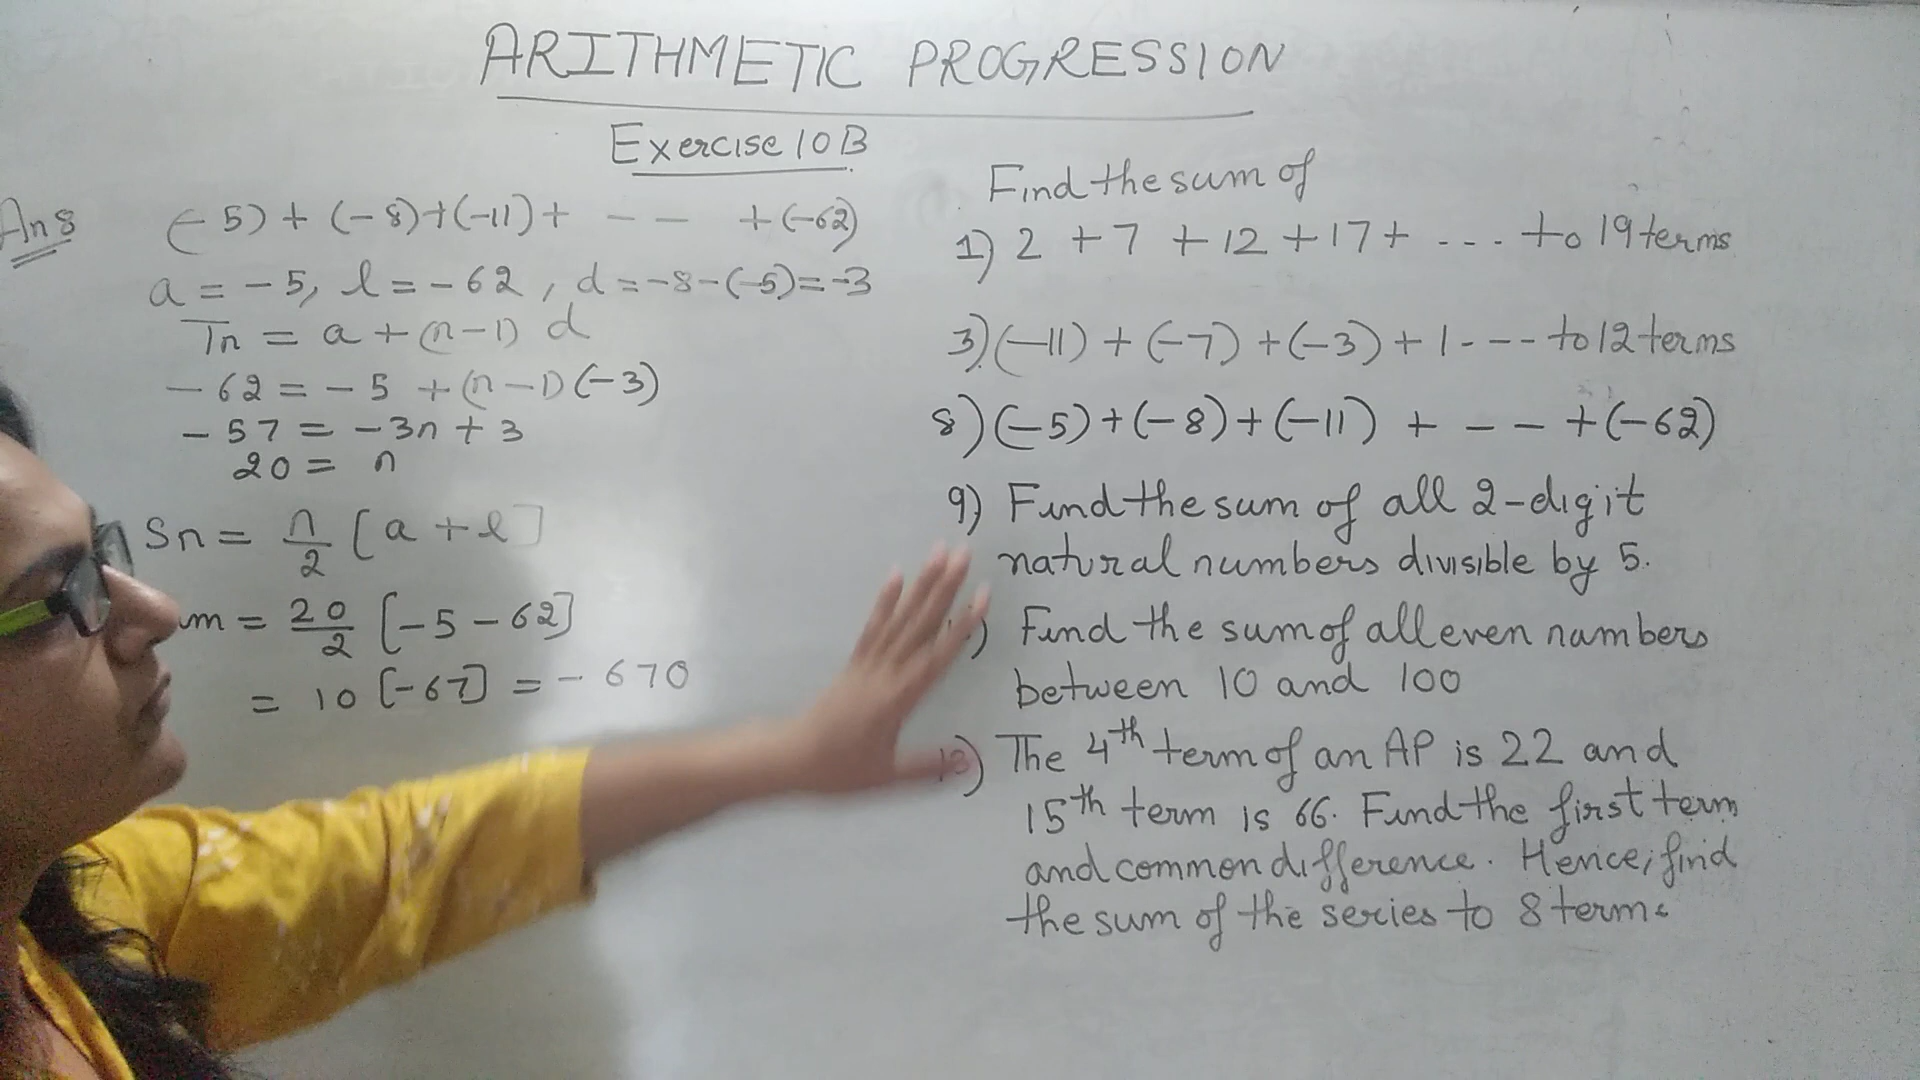 ARITHMETIC PROGRESSION
Exercise 10B
Ans (-5) + (-8) + (-11) + -- -- + (-62)
a = -5, l = -62, d = -8-(-5) = -3
Tn = a + (n-1) d
-62 = -5 + (n-1)(-3)
-57 = -3n + 3
20 = n
Sn = n/2 [a + l]
m = 20/2 [-5 - 62]
= 10 [-67] = -670
Find the sum of
1) 2 + 7 + 12 + 17 + ... to 19 terms
3) (-11) + (-7) + (-3) + 1 - --- to 12 terms
8) (-5) + (-8) + (-11) + - -- + (-62)
9) Find the sum of all 2-digit
natural numbers divisible by 5.
) Find the sum of all even numbers
between 10 and 100
) The 4th term of an AP is 22 and
15th term is 66. Find the first term
and common difference. Hence, find
the sum of the series to 8 terms